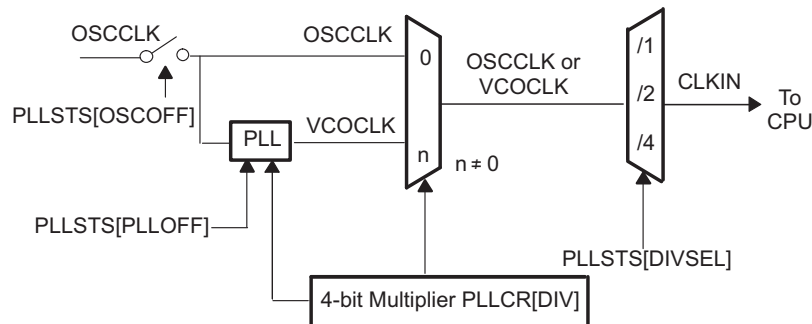 OSCCLK
OSCCLK
0
OSCCLK or
VCOCLK
/1
/2
/4
CLKIN
To
CPU
PLLSTS[OSCOFF]
PLL
VCOCLK
n
n ≠ 0
PLLSTS[PLLOFF]
PLLSTS[DIVSEL]
4-bit Multiplier PLLCR[DIV]